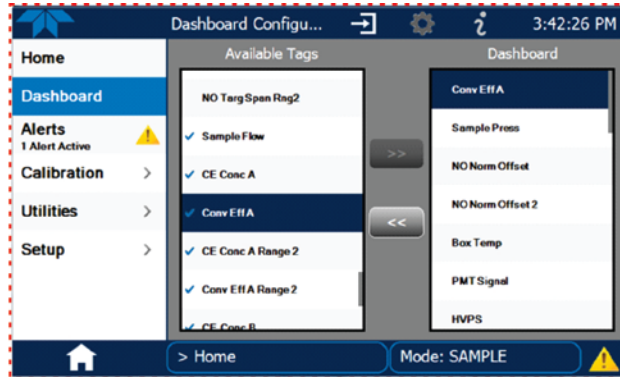 Dashboard Configu...
3:42:26 PM
Home
Dashboard
Alerts
1 Alert Active
Calibration
Utilities
Setup
Available Tags
NO Targ Span Rng2
Sample Flow
CE Conc A
Conv Eff A
CE Conc A Range 2
Conv Eff A Range 2
CE Conc B
>>
<<
Dashboard
Conv Eff A
Sample Press
NO Norm Offset
NO Norm Offset 2
Box Temp
PMT Signal
HVPS
> Home
Mode: SAMPLE